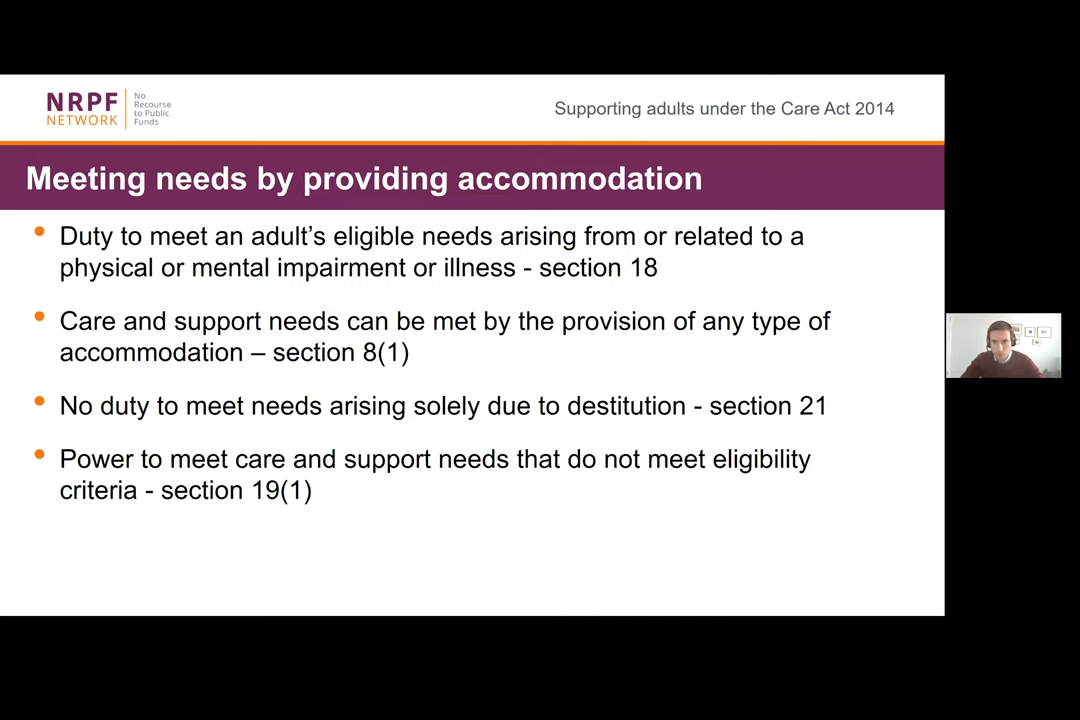 NRPF
NETWORK
No
Recourse
to Public
Funds
Supporting adults under the Care Act 2014
Meeting needs by providing accommodation
• Duty to meet an adult’s eligible needs arising from or related to a
physical or mental impairment or illness - section 18
• Care and support needs can be met by the provision of any type of
accommodation – section 8(1)
• No duty to meet needs arising solely due to destitution - section 21
• Power to meet care and support needs that do not meet eligibility
criteria - section 19(1)